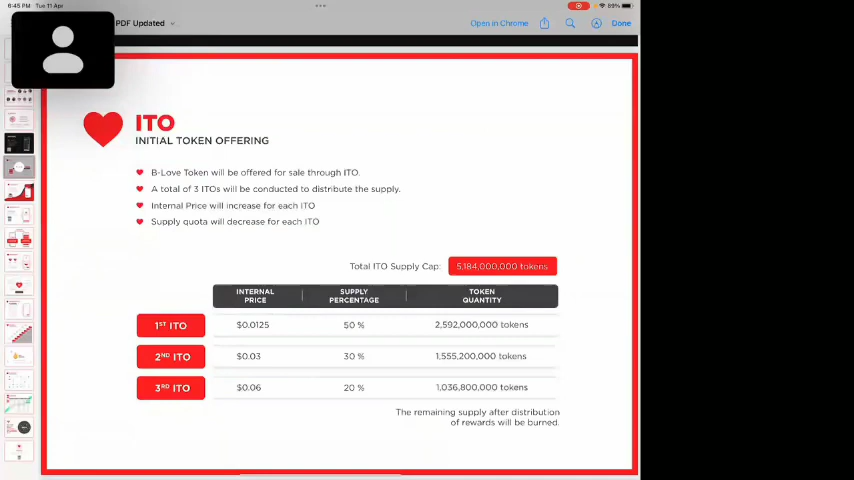 6:45 PM Tue 11 Apr
89%
PDF Updated
Open in Chrome
Done
ITO
INITIAL TOKEN OFFERING
B-Love Token will be offered for sale through ITO.
A total of 3 ITOs will be conducted to distribute the supply.
Internal Price will increase for each ITO
Supply quota will decrease for each ITO
Total ITO Supply Cap: 5,184,000,000 tokens
INTERNAL PRICE SUPPLY PERCENTAGE TOKEN QUANTITY
1ST ITO $0.0125 50 % 2,592,000,000 tokens
2ND ITO $0.03 30 % 1,555,200,000 tokens
3RD ITO $0.06 20 % 1,036,800,000 tokens
The remaining supply after distribution
of rewards will be burned.